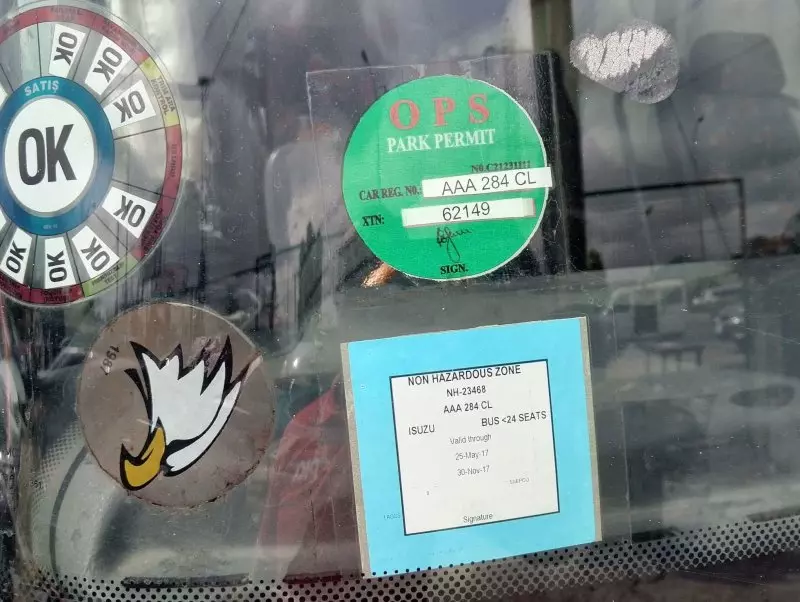 OK
OK
OK
SATIŞ
OK
OK
OK
OK
OK
OPS
PARK PERMIT
CAR REG. NO.: AAA 284 CL
XTN: 62149
SIGN.
1987
NON HAZARDOUS ZONE
NH-23468
AAA 284 CL
ISUZU BUS <24 SEATS
Valid through
25-May-17
30-Nov-17
Signature